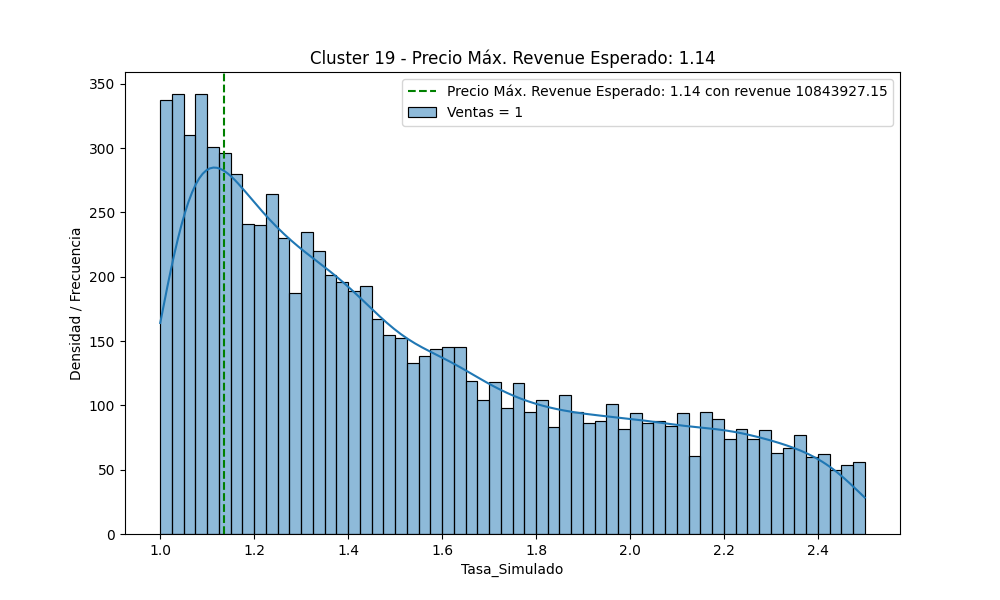 Cluster 19 - Precio Máx. Revenue Esperado: 1.14
Precio Máx. Revenue Esperado: 1.14 con revenue 10843927.15
Ventas = 1
Densidad / Frecuencia
350
300
250
200
150
100
50
0
1.0 1.2 1.4 1.6 1.8 2.0 2.2 2.4
Tasa_Simulado